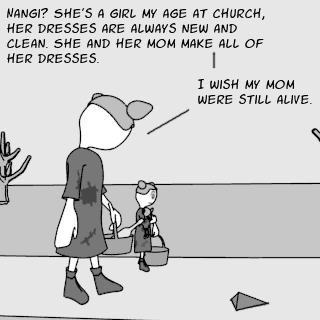 NANGI? SHE'S A GIRL MY AGE AT CHURCH,
HER DRESSES ARE ALWAYS NEW AND
CLEAN. SHE AND HER MOM MAKE ALL OF
HER DRESSES.
I WISH MY MOM
WERE STILL ALIVE.